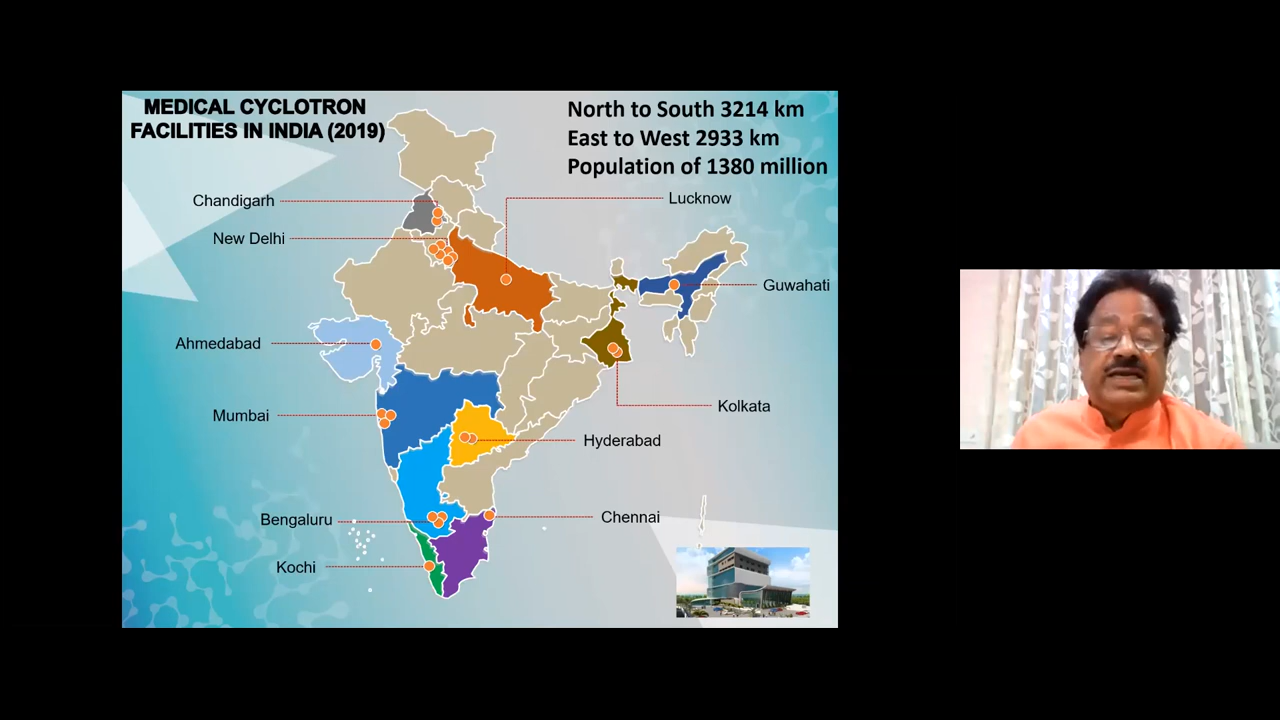 MEDICAL CYCLOTRON
FACILITIES IN INDIA (2019)
North to South 3214 km
East to West 2933 km
Population of 1380 million
Chandigarh
Lucknow
New Delhi
Guwahati
Ahmedabad
Kolkata
Mumbai
Hyderabad
Bengaluru
Chennai
Kochi